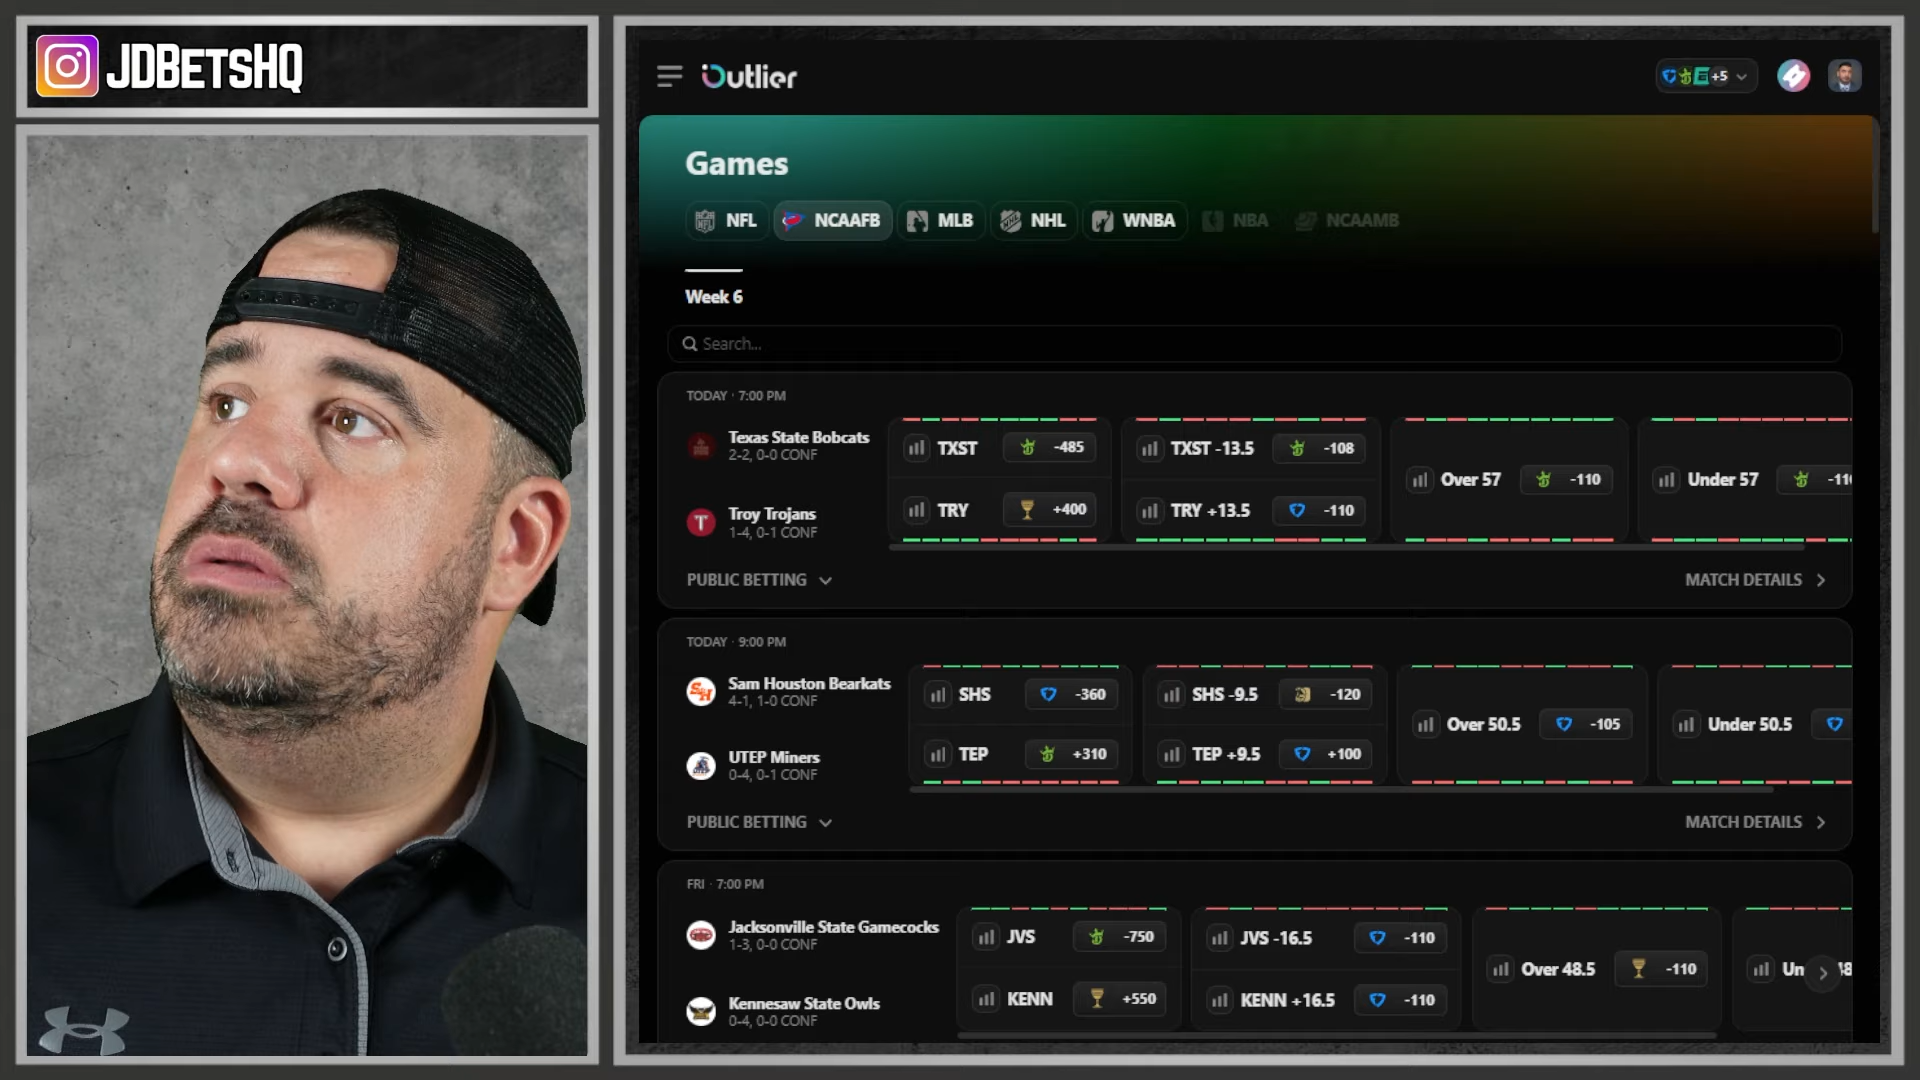 JDBETSHQ
Outlier
+5
Games
NFL
NCAAFB
MLB
NHL
WNBA
NBA
NCAAMB
Week 6
Search...
TODAY · 7:00 PM
Texas State Bobcats
2-2, 0-0 CONF
Troy Trojans
1-4, 0-1 CONF
TXST -485
TRY +400
TXST -13.5 -108
TRY +13.5 -110
Over 57 -110
Under 57
PUBLIC BETTING
MATCH DETAILS
TODAY · 9:00 PM
Sam Houston Bearkats
4-1, 1-0 CONF
UTEP Miners
0-4, 0-1 CONF
SHS -360
TEP +310
SHS -9.5 -120
TEP +9.5 +100
Over 50.5 -105
Under 50.5
PUBLIC BETTING
MATCH DETAILS
FRI · 7:00 PM
Jacksonville State Gamecocks
1-3, 0-0 CONF
Kennesaw State Owls
0-4, 0-0 CONF
JVS -750
KENN +550
JVS -16.5 -110
KENN +16.5 -110
Over 48.5 -110
Un